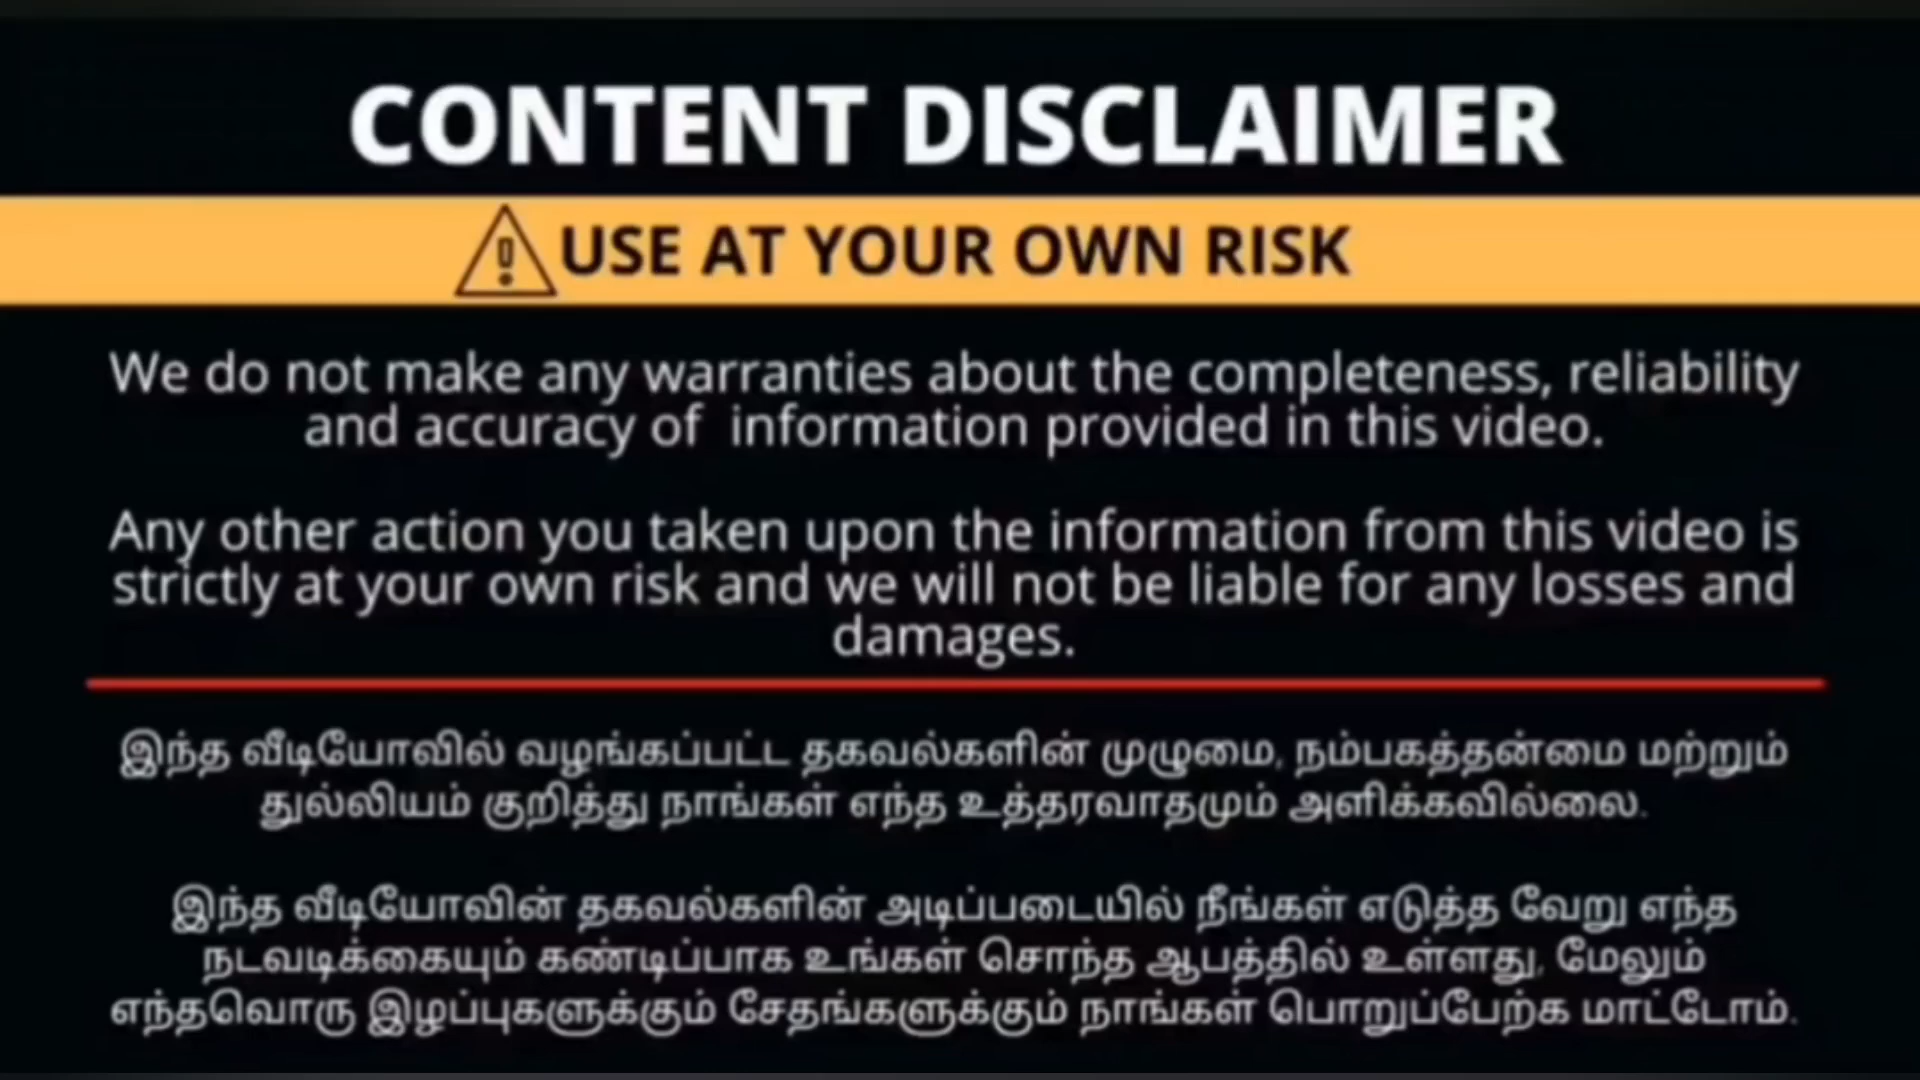 CONTENT DISCLAIMER
USE AT YOUR OWN RISK
We do not make any warranties about the completeness, reliability
and accuracy of information provided in this video.
Any other action you taken upon the information from this video is
strictly at your own risk and we will not be liable for any losses and
damages.
இந்த வீடியோவில் வழங்கப்பட்ட தகவல்களின் முழுமை, நம்பகத்தன்மை மற்றும்
துல்லியம் குறித்து நாங்கள் எந்த உத்தரவாதமும் அளிக்கவில்லை.
இந்த வீடியோவின் தகவல்களின் அடிப்படையில் நீங்கள் எடுத்த வேறு எந்த
நடவடிக்கையும் கண்டிப்பாக உங்கள் சொந்த ஆபத்தில் உள்ளது, மேலும்
எந்தவொரு இழப்புகளுக்கும் சேதங்களுக்கும் நாங்கள் பொறுப்பேற்க மாட்டோம்.